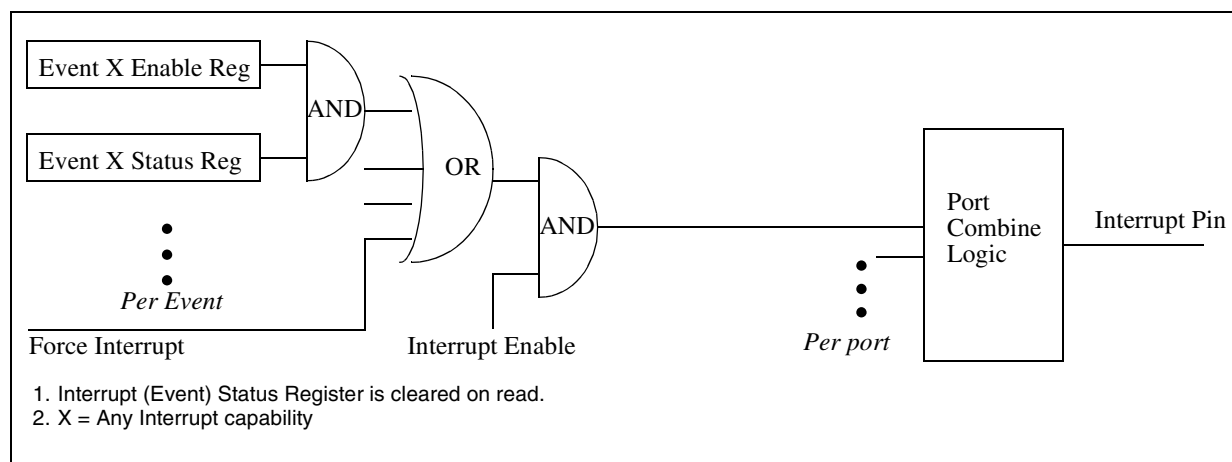 Event X Enable Reg
AND
Event X Status Reg
OR
AND
Per Event
Force Interrupt
Interrupt Enable
Per port
Port
Combine
Logic
Interrupt Pin
1. Interrupt (Event) Status Register is cleared on read.
2. X = Any Interrupt capability